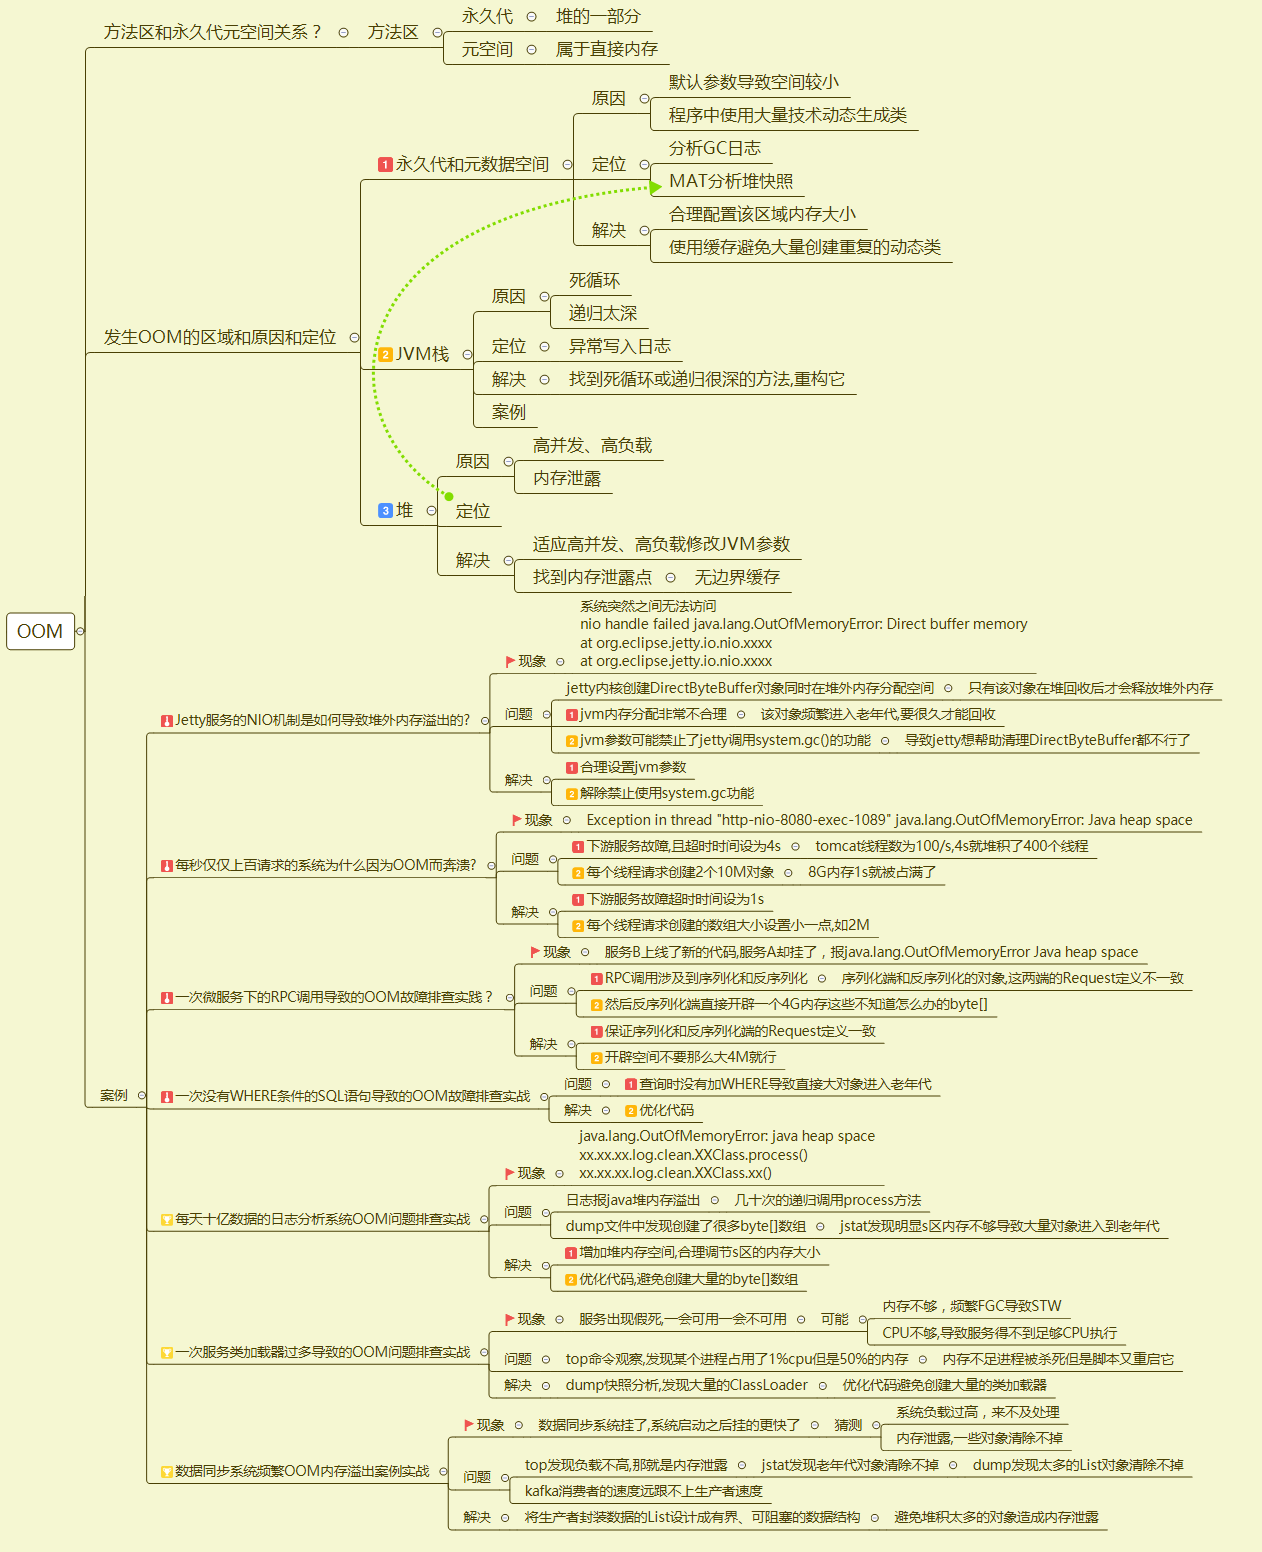 方法区和永久代元空间关系？
方法区
永久代
堆的一部分
元空间
属于直接内存
OOM
发生OOM的区域和原因和定位
1
永久代和元数据空间
原因
默认参数导致空间较小
程序中使用大量技术动态生成类
定位
分析GC日志
MAT分析堆快照
解决
合理配置该区域内存大小
使用缓存避免大量创建重复的动态类
2
JVM栈
原因
死循环
递归太深
定位
异常写入日志
解决
找到死循环或递归很深的方法,重构它
案例
3
堆
原因
高并发、高负载
内存泄露
定位
解决
适应高并发、高负载修改JVM参数
找到内存泄露点
无边界缓存
案例
Jetty服务的NIO机制是如何导致堆外内存溢出的?
现象
系统突然之间无法访问
nio handle failed java.lang.OutOfMemoryError: Direct buffer memory
at org.eclipse.jetty.io.nio.xxxx
at org.eclipse.jetty.io.nio.xxxx
问题
jetty内核创建DirectByteBuffer对象同时在堆外内存分配空间
只有该对象在堆回收后才会释放堆外内存
1
jvm内存分配非常不合理
该对象频繁进入老年代,要很久才能回收
2
jvm参数可能禁止了jetty调用system.gc()的功能
导致jetty想帮助清理DirectByteBuffer都不行了
解决
1
合理设置jvm参数
2
解除禁止使用system.gc功能
每秒仅仅上百请求的系统为什么因为OOM而奔溃?
现象
Exception in thread "http-nio-8080-exec-1089" java.lang.OutOfMemoryError: Java heap space
问题
1
下游服务故障,且超时时间设为4s
tomcat线程数为100/s,4s就堆积了400个线程
2
每个线程请求创建2个10M对象
8G内存1s就被占满了
解决
1
下游服务故障超时时间设为1s
2
每个线程请求创建的数组大小设置小一点,如2M
一次微服务下的RPC调用导致的OOM故障排查实践？
现象
服务B上线了新的代码,服务A却挂了，报java.lang.OutOfMemoryError Java heap space
问题
1
RPC调用涉及到序列化和反序列化
序列化端和反序列化的对象,这两端的Request定义不一致
2
然后反序列化端直接开辟一个4G内存这些不知道怎么办的byte[]
解决
1
保证序列化和反序列化端的Request定义一致
2
开辟空间不要那么大4M就行
一次没有WHERE条件的SQL语句导致的OOM故障排查实战
问题
1
查询时没有加WHERE导致直接大对象进入老年代
解决
2
优化代码
每天十亿数据的日志分析系统OOM问题排查实战
现象
java.lang.OutOfMemoryError: java heap space
xx.xx.xx.log.clean.XXClass.process()
xx.xx.xx.log.clean.XXClass.xx()
问题
日志报java堆内存溢出
几十次的递归调用process方法
dump文件中发现创建了很多byte[]数组
jstat发现明显s区内存不够导致大量对象进入到老年代
解决
1
增加堆内存空间,合理调节s区的内存大小
2
优化代码,避免创建大量的byte[]数组
一次服务类加载器过多导致的OOM问题排查实战
现象
服务出现假死,一会可用一会不可用
可能
内存不够，频繁FGC导致STW
CPU不够,导致服务得不到足够CPU执行
问题
top命令观察,发现某个进程占用了1%cpu但是50%的内存
内存不足进程被杀死但是脚本又重启它
解决
dump快照分析,发现大量的ClassLoader
优化代码避免创建大量的类加载器
数据同步系统频繁OOM内存溢出案例实战
现象
数据同步系统挂了,系统启动之后挂的更快了
猜测
系统负载过高，来不及处理
内存泄露,一些对象清除不掉
问题
top发现负载不高,那就是内存泄露
jstat发现老年代对象清除不掉
dump发现太多的List对象清除不掉
kafka消费者的速度远跟不上生产者速度
解决
将生产者封装数据的List设计成有界、可阻塞的数据结构
避免堆积太多的对象造成内存泄露